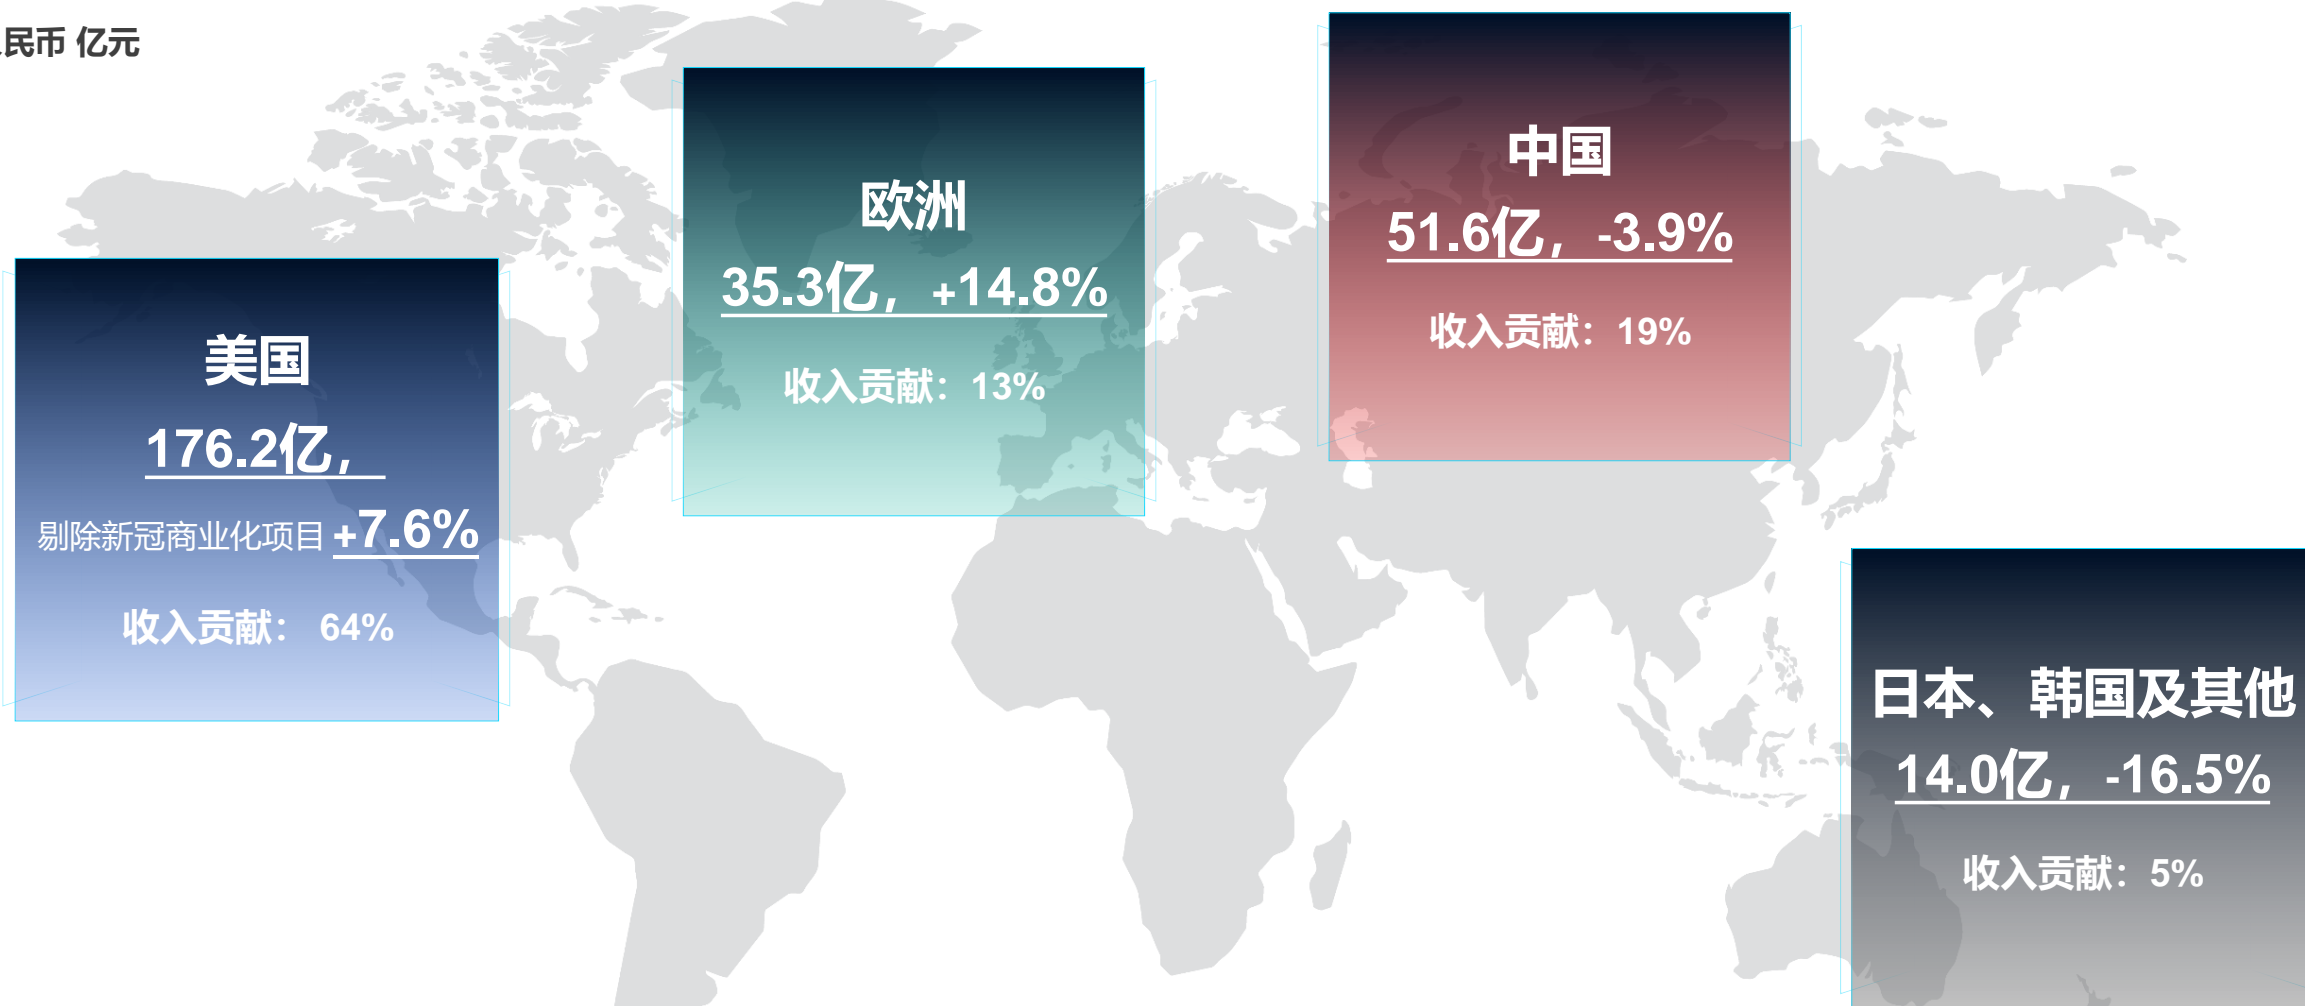 民币 亿元
美国
176.2亿，
剔除新冠商业化项目 +7.6%
收入贡献： 64%
欧洲
35.3亿，+14.8%
收入贡献：13%
中国
51.6亿，-3.9%
收入贡献：19%
日本、韩国及其他
14.0亿，-16.5%
收入贡献：5%